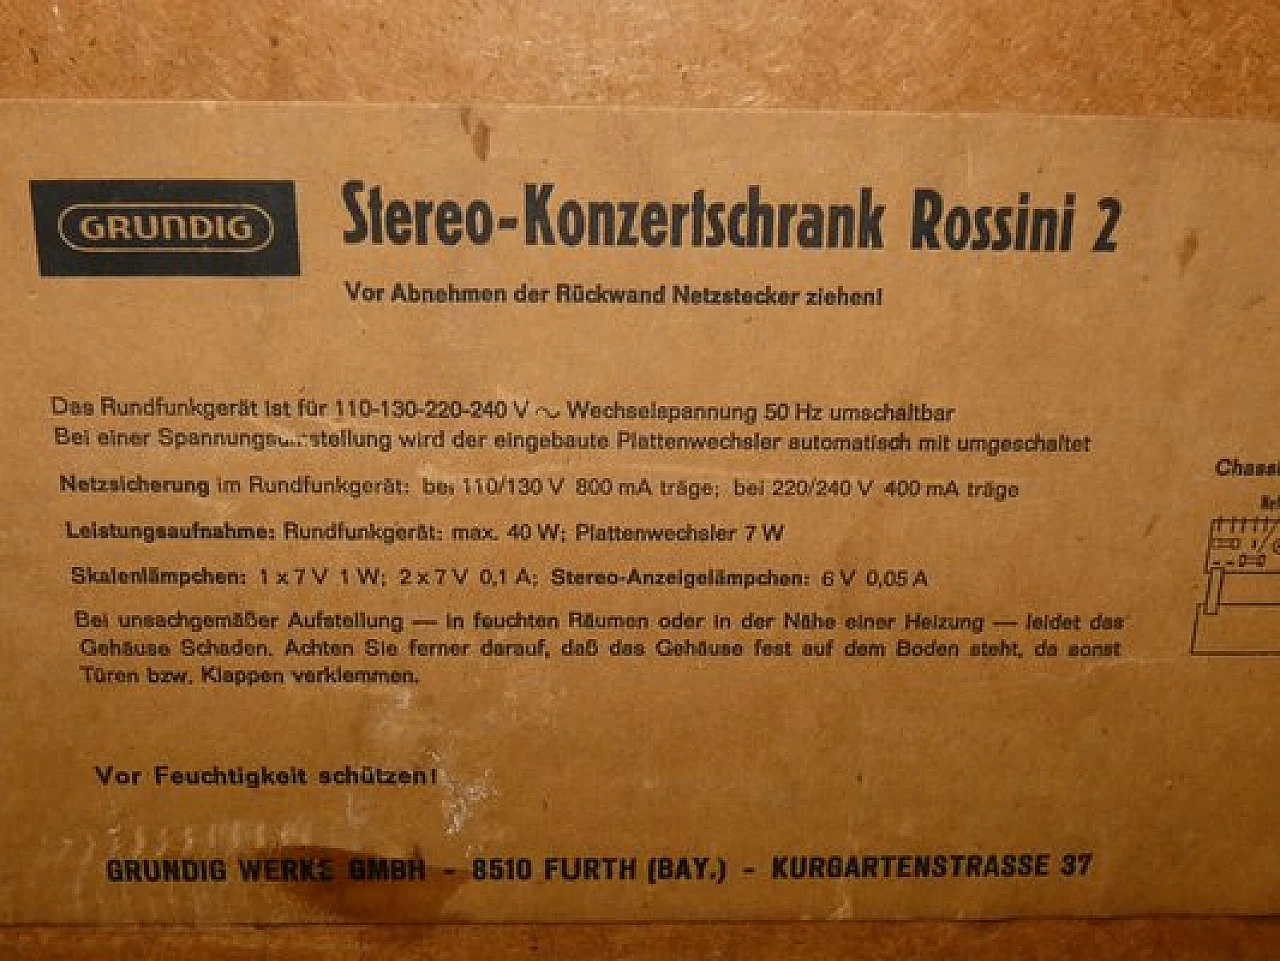 GRUNDIG
Stereo-Konzertschrank Rossini 2
Vor Abnehmen der Rückwand Netzstecker ziehen!
Das Rundfunkgerät ist für 110-130-220-240 V ~ Wechselspannung 50 Hz umschaltbar
Bei einer wird der eingebaute Plattenwechsler automatisch mit umgeschaltet
Netzsicherung im Rundfunkgerät: bei 110/130 V 800 mA träge; bei 220/240 V 400 mA träge
Leistungsaufnahme: Rundfunkgerät: max. 40 W; Plattenwechsler 7 W
Skalenlämpchen: 1 x 7 V 1 W; 2 x 7 V 0,1 A; Stereo-Anzeigelämpchen: 6 V 0,05 A
Bei unsachgemäßer Aufstellung — in feuchten Räumen oder in der Nähe einer Heizung — leidet das
Gehäuse Schaden. Achten Sie ferner darauf, daß das Gehäuse fest auf dem Boden steht, da sonst
Türen bzw. Klappen verklemmen.
Vor Feuchtigkeit schützen!
GRUNDIG WERKE GMBH - 8510 FURTH (BAY.) - KURGARTENSTRASSE 37
Chassi